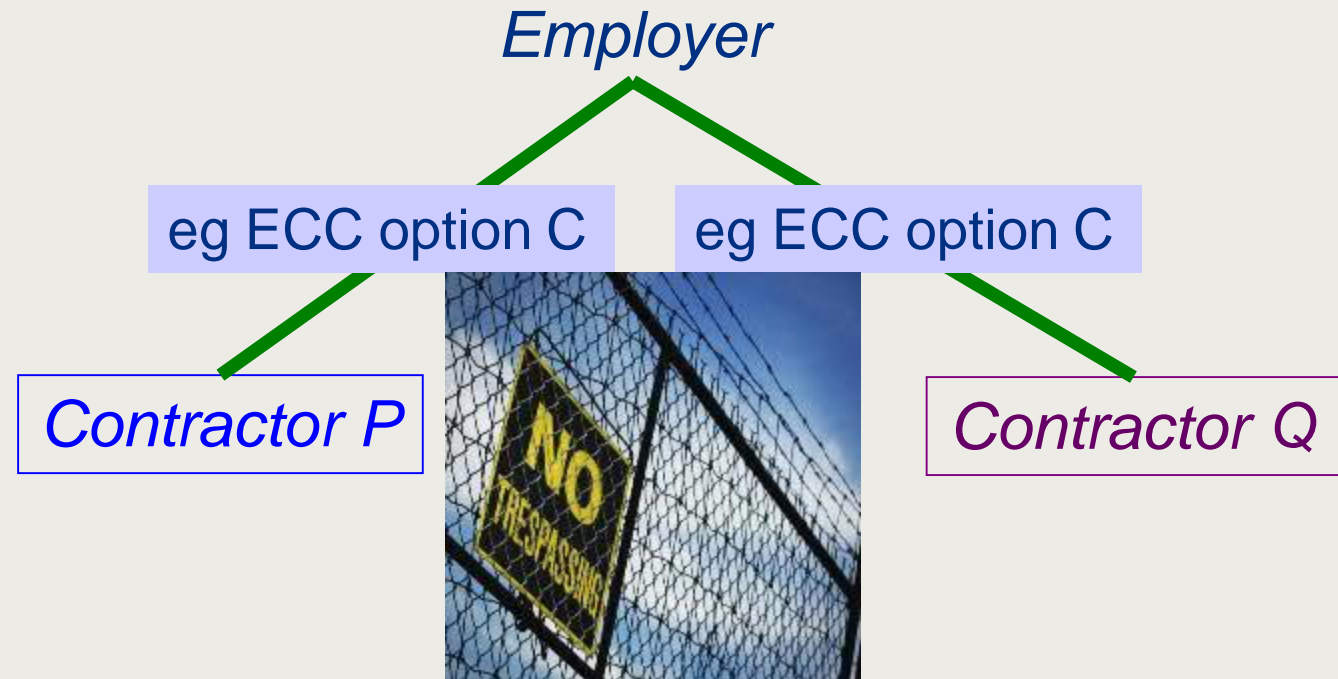 Employer
eg ECC option C
eg ECC option C
Contractor P
Contractor Q
NO
TRESPASSING